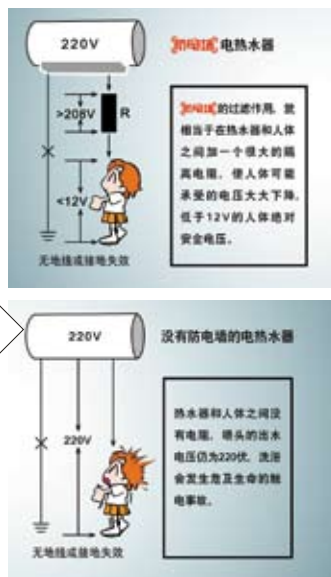 220V
防电墙 电热水器
>208V
R
<12V
无地线或接地失效
防电墙的过滤作用，就
相当于在热水器和人体
之间加一个很大的隔
离电阻，使人体可能
承受的电压大大下降，
低于12V的人体绝对
安全电压。
220V
没有防电墙的电热水器
220V
无地线或接地失效
热水器和人体之间没
有电阻，喷头的出水
电压仍为220伏，洗浴
会发生危及生命的触
电事故。